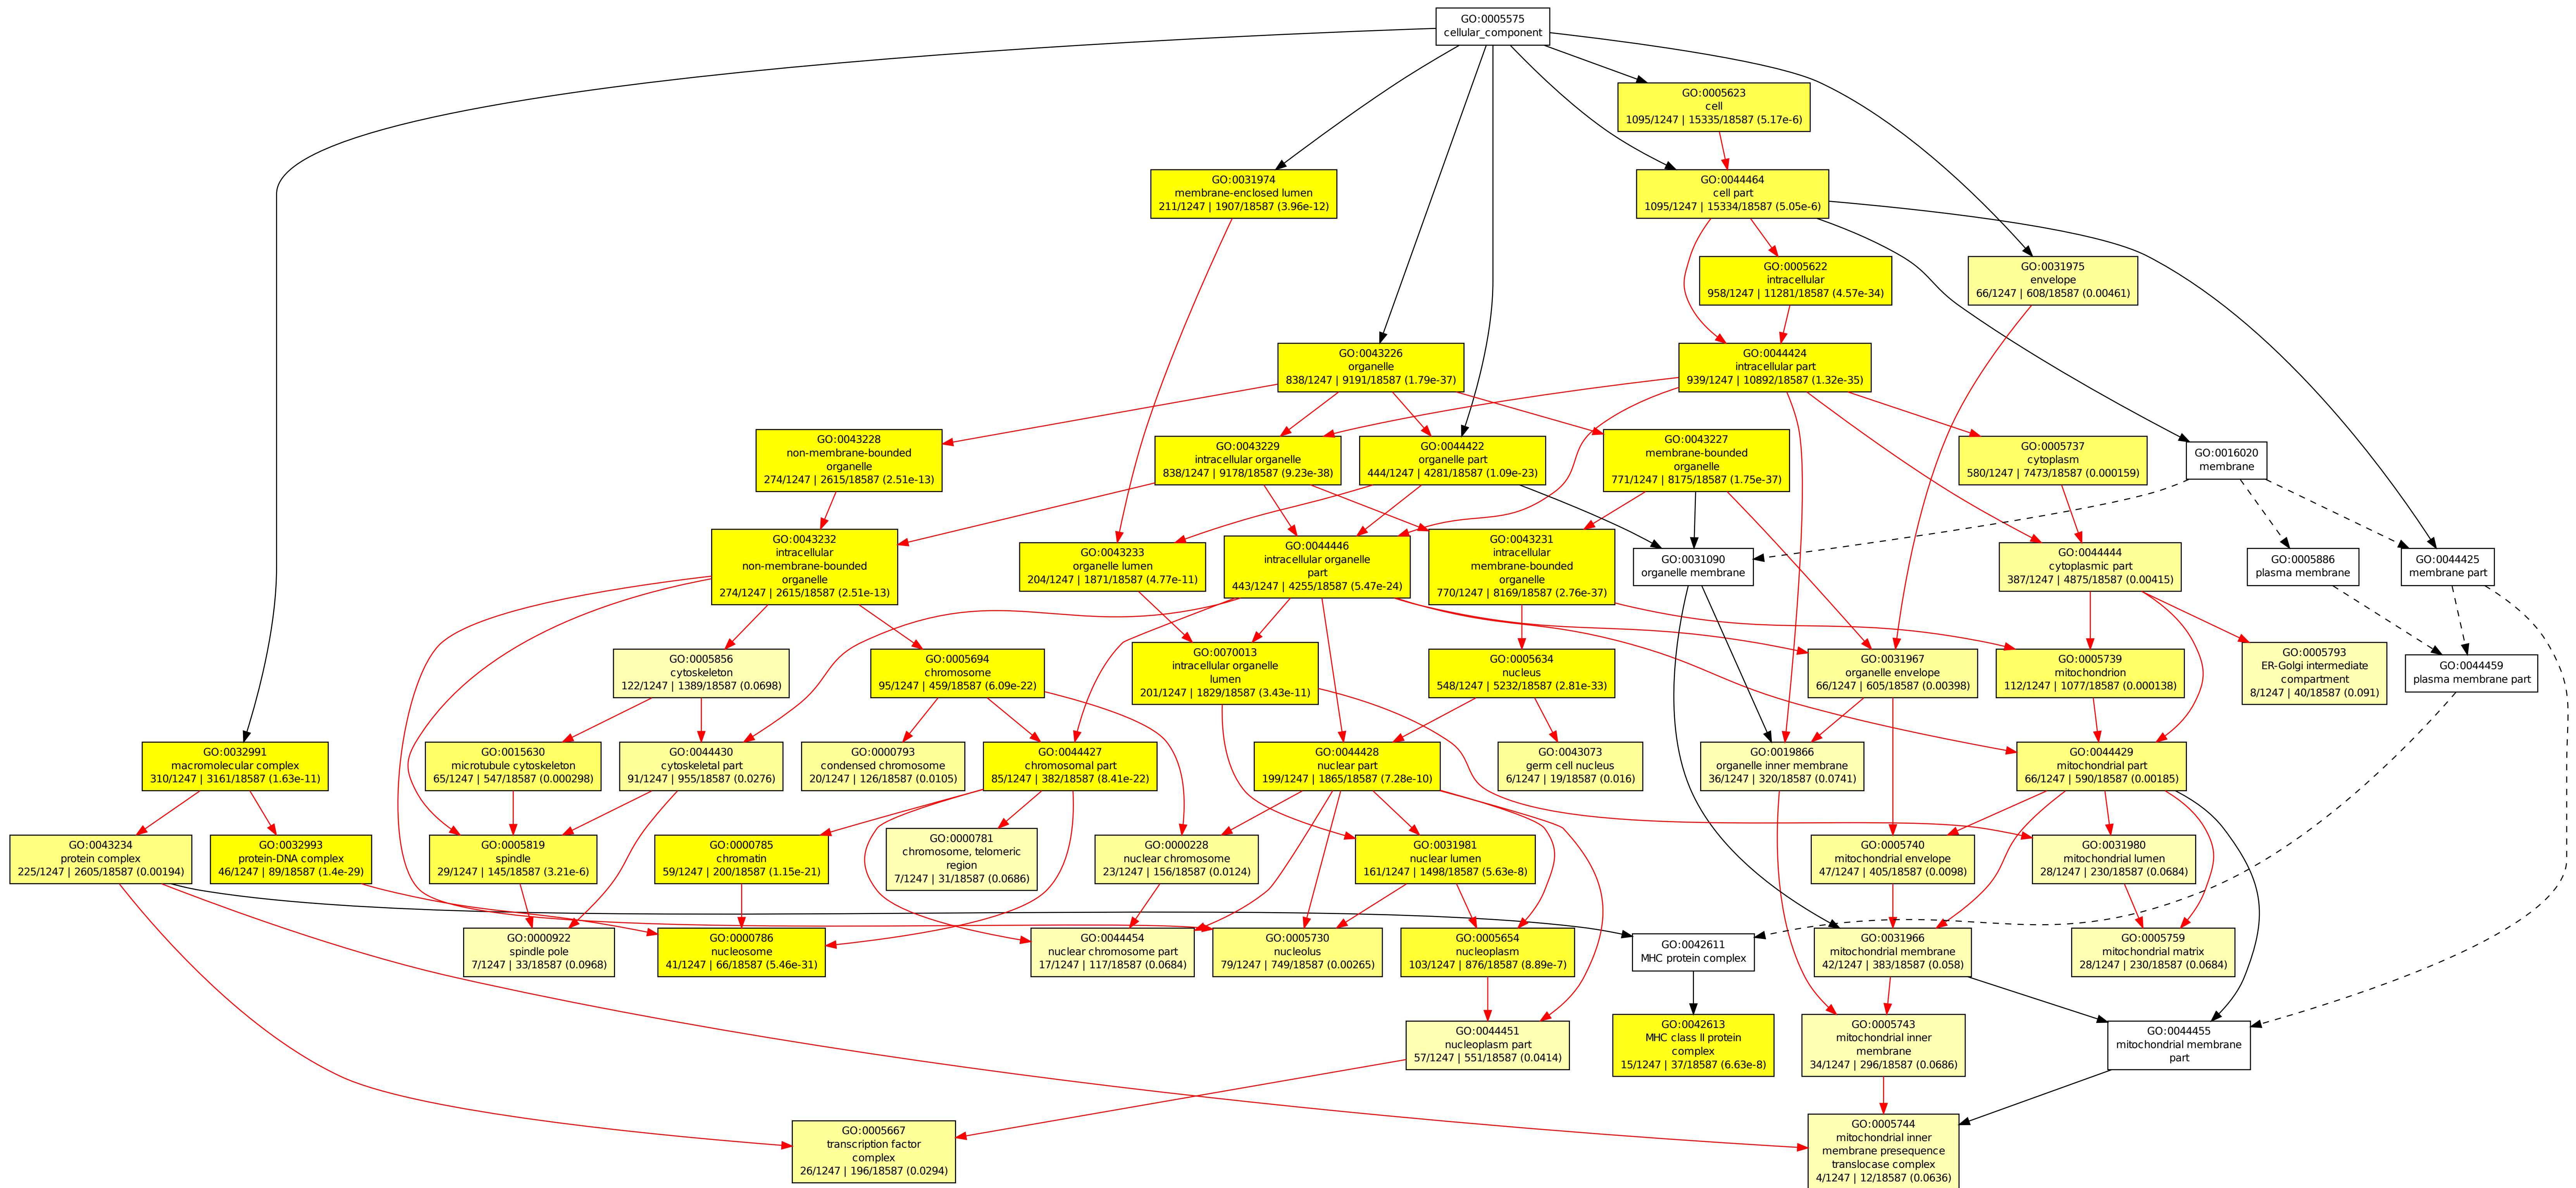 GO:0005575
cellular_component
GO:0005623
cell
1095/1247 | 15335/18587 (5.17e-6)
GO:0031974
membrane-enclosed lumen
211/1247 | 1907/18587 (3.96e-12)
GO:0044464
cell part
1095/1247 | 15334/18587 (5.05e-6)
GO:0005622
intracellular
958/1247 | 11281/18587 (4.57e-34)
GO:0031975
envelope
66/1247 | 608/18587 (0.00461)
GO:0043226
organelle
838/1247 | 9191/18587 (1.79e-37)
GO:0044424
intracellular part
939/1247 | 10892/18587 (1.32e-35)
GO:0043228
non-membrane-bounded
organelle
274/1247 | 2615/18587 (2.51e-13)
GO:0043229
intracellular organelle
838/1247 | 9178/18587 (9.23e-38)
GO:0044422
organelle part
444/1247 | 4281/18587 (1.09e-23)
GO:0043227
membrane-bounded
organelle
771/1247 | 8175/18587 (1.75e-37)
GO:0005737
cytoplasm
580/1247 | 7473/18587 (0.000159)
GO:0016020
membrane
GO:0043232
intracellular
non-membrane-bounded
organelle
274/1247 | 2615/18587 (2.51e-13)
GO:0043233
organelle lumen
204/1247 | 1871/18587 (4.77e-11)
GO:0044446
intracellular organelle
part
443/1247 | 4255/18587 (5.47e-24)
GO:0043231
intracellular
membrane-bounded
organelle
770/1247 | 8169/18587 (2.76e-37)
GO:0031090
organelle membrane
GO:0044444
cytoplasmic part
387/1247 | 4875/18587 (0.00415)
GO:0005886
plasma membrane
GO:0044425
membrane part
GO:0005856
cytoskeleton
122/1247 | 1389/18587 (0.0698)
GO:0005694
chromosome
95/1247 | 459/18587 (6.09e-22)
GO:0070013
intracellular organelle
lumen
201/1247 | 1829/18587 (3.43e-11)
GO:0005634
nucleus
548/1247 | 5232/18587 (2.81e-33)
GO:0031967
organelle envelope
66/1247 | 605/18587 (0.00398)
GO:0005739
mitochondrion
112/1247 | 1077/18587 (0.000138)
GO:0005793
ER-Golgi intermediate
compartment
8/1247 | 40/18587 (0.091)
GO:0044459
plasma membrane part
GO:0032991
macromolecular complex
310/1247 | 3161/18587 (1.63e-11)
GO:0015630
microtubule cytoskeleton
65/1247 | 547/18587 (0.000298)
GO:0044430
cytoskeletal part
91/1247 | 955/18587 (0.0276)
GO:0000793
condensed chromosome
20/1247 | 126/18587 (0.0105)
GO:0044427
chromosomal part
85/1247 | 382/18587 (8.41e-22)
GO:0044428
nuclear part
199/1247 | 1865/18587 (7.28e-10)
GO:0043073
germ cell nucleus
6/1247 | 19/18587 (0.016)
GO:0019866
organelle inner membrane
36/1247 | 320/18587 (0.0741)
GO:0044429
mitochondrial part
66/1247 | 590/18587 (0.00185)
GO:0043234
protein complex
225/1247 | 2605/18587 (0.00194)
GO:0032993
protein-DNA complex
46/1247 | 89/18587 (1.4e-29)
GO:0005819
spindle
29/1247 | 145/18587 (3.21e-6)
GO:0000785
chromatin
59/1247 | 200/18587 (1.15e-21)
GO:0000781
chromosome, telomeric
region
7/1247 | 31/18587 (0.0686)
GO:0000228
nuclear chromosome
23/1247 | 156/18587 (0.0124)
GO:0031981
nuclear lumen
161/1247 | 1498/18587 (5.63e-8)
GO:0005740
mitochondrial envelope
47/1247 | 405/18587 (0.0098)
GO:0031980
mitochondrial lumen
28/1247 | 230/18587 (0.0684)
GO:0000922
spindle pole
7/1247 | 33/18587 (0.0968)
GO:0000786
nucleosome
41/1247 | 66/18587 (5.46e-31)
GO:0044454
nuclear chromosome part
17/1247 | 117/18587 (0.0684)
GO:0005730
nucleolus
79/1247 | 749/18587 (0.00265)
GO:0005654
nucleoplasm
103/1247 | 876/18587 (8.89e-7)
GO:0042611
MHC protein complex
GO:0031966
mitochondrial membrane
42/1247 | 383/18587 (0.058)
GO:0005759
mitochondrial matrix
28/1247 | 230/18587 (0.0684)
GO:0044451
nucleoplasm part
57/1247 | 551/18587 (0.0414)
GO:0042613
MHC class II protein
complex
15/1247 | 37/18587 (6.63e-8)
GO:0005743
mitochondrial inner
membrane
34/1247 | 296/18587 (0.0686)
GO:0044455
mitochondrial membrane
part
GO:0005667
transcription factor
complex
26/1247 | 196/18587 (0.0294)
GO:0005744
mitochondrial inner
membrane presequence
translocase complex
4/1247 | 12/18587 (0.0636)